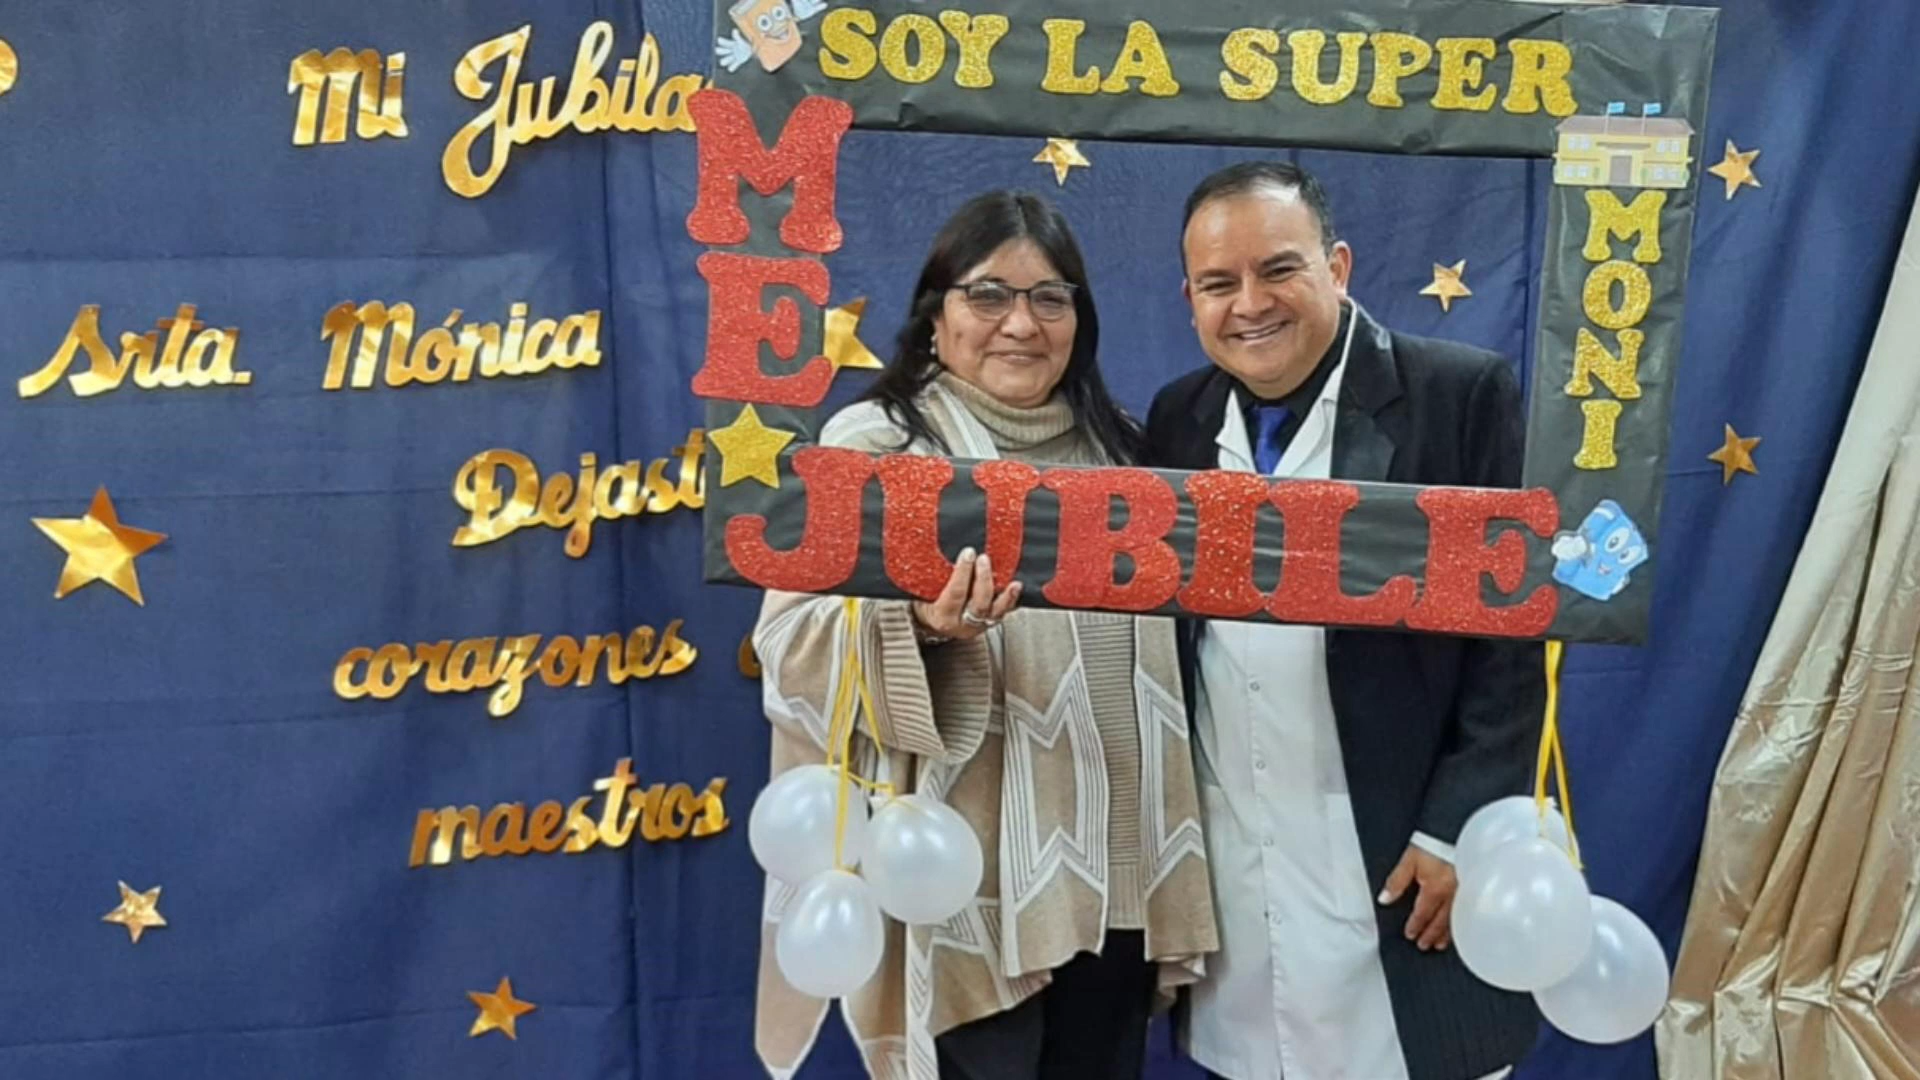 Mi Jubila
Srta. Mónica
Dejast
corazones
maestros
SOY LA SUPER
MONI
ME
JUBILE